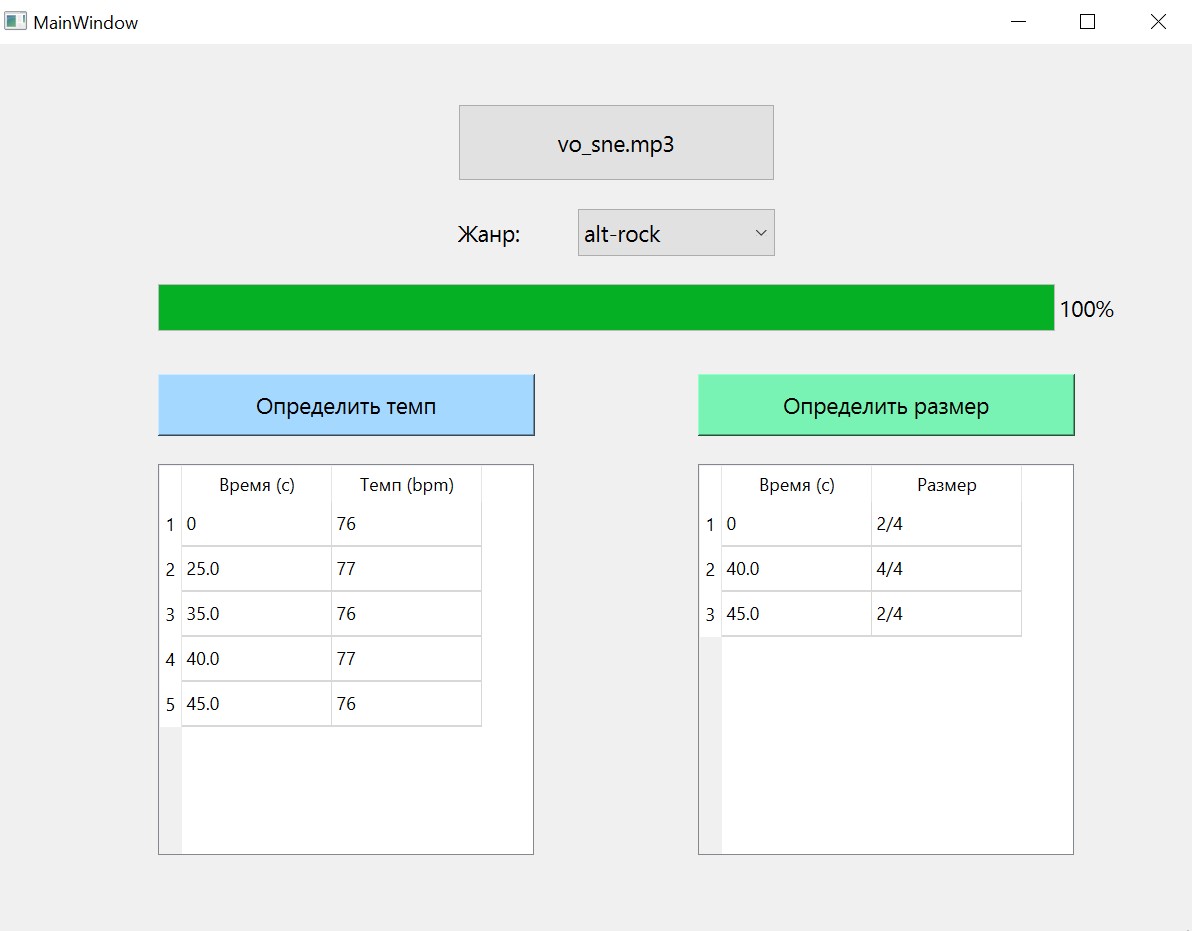 MainWindow
vo_sne.mp3
Жанр: alt-rock
100%
Определить темп
Определить размер
Время (с) Темп (bpm)
1 0 76
2 25.0 77
3 35.0 76
4 40.0 77
5 45.0 76
Время (с) Размер
1 0 2/4
2 40.0 4/4
3 45.0 2/4